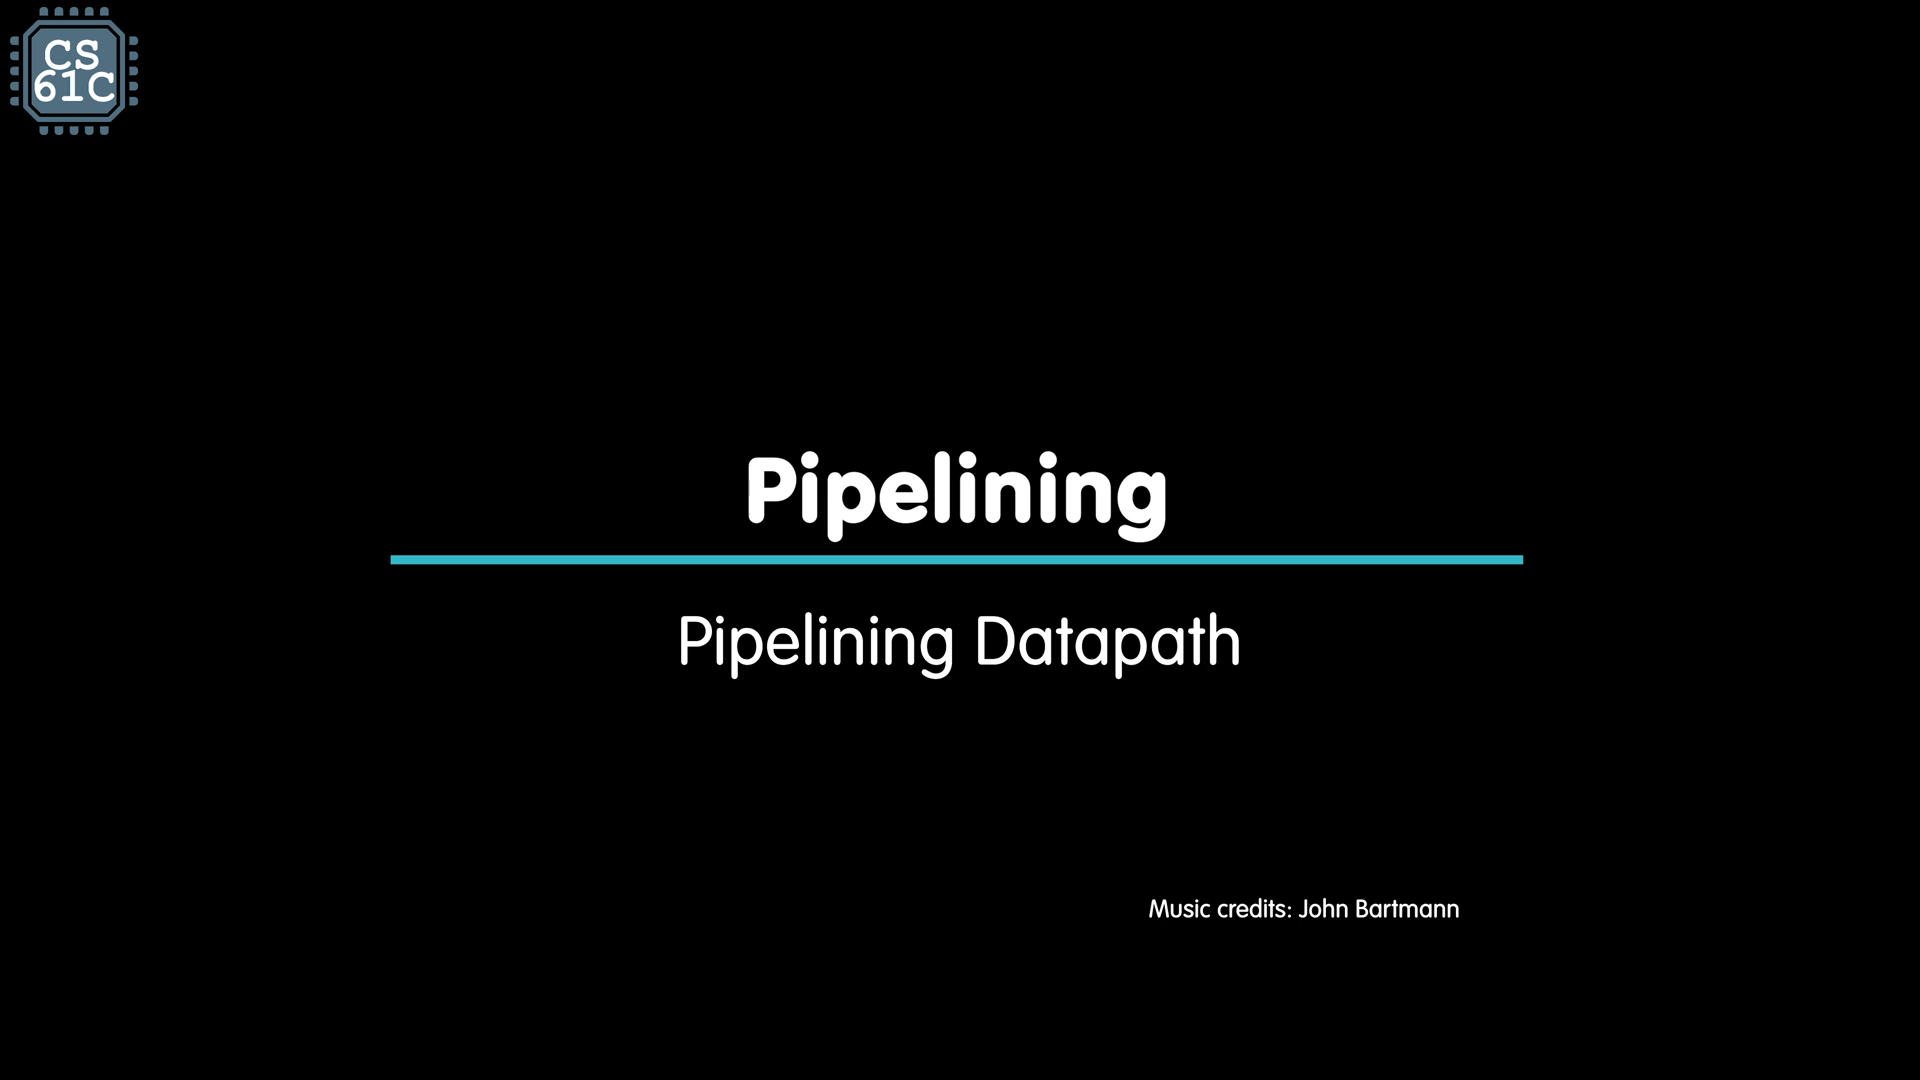 CS
61C
Pipelining
Pipelining Datapath
Music credits: John Bartmann